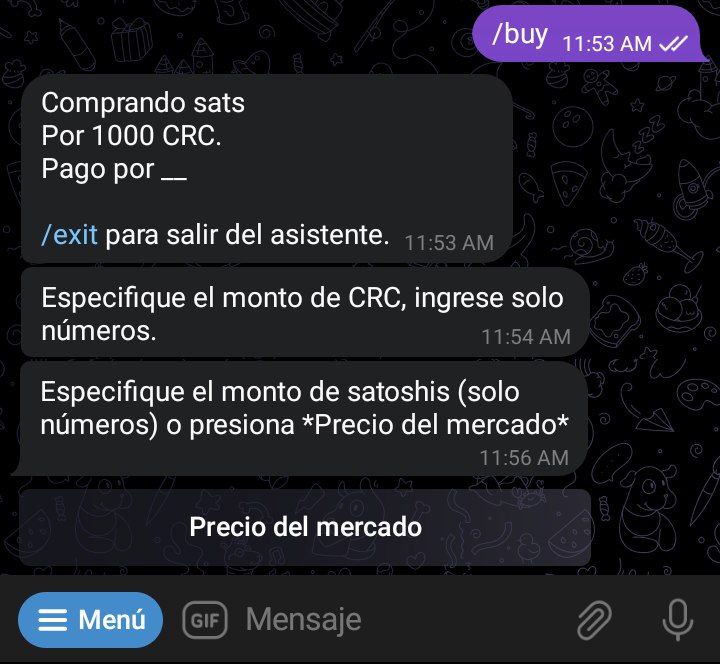 /buy 11:53 AM
Comprando sats
Por 1000 CRC.
Pago por __
/exit para salir del asistente. 11:53 AM
Especifique el monto de CRC, ingrese solo
números. 11:54 AM
Especifique el monto de satoshis (solo
números) o presiona *Precio del mercado*
11:56 AM
Precio del mercado
Menú GIF Mensaje